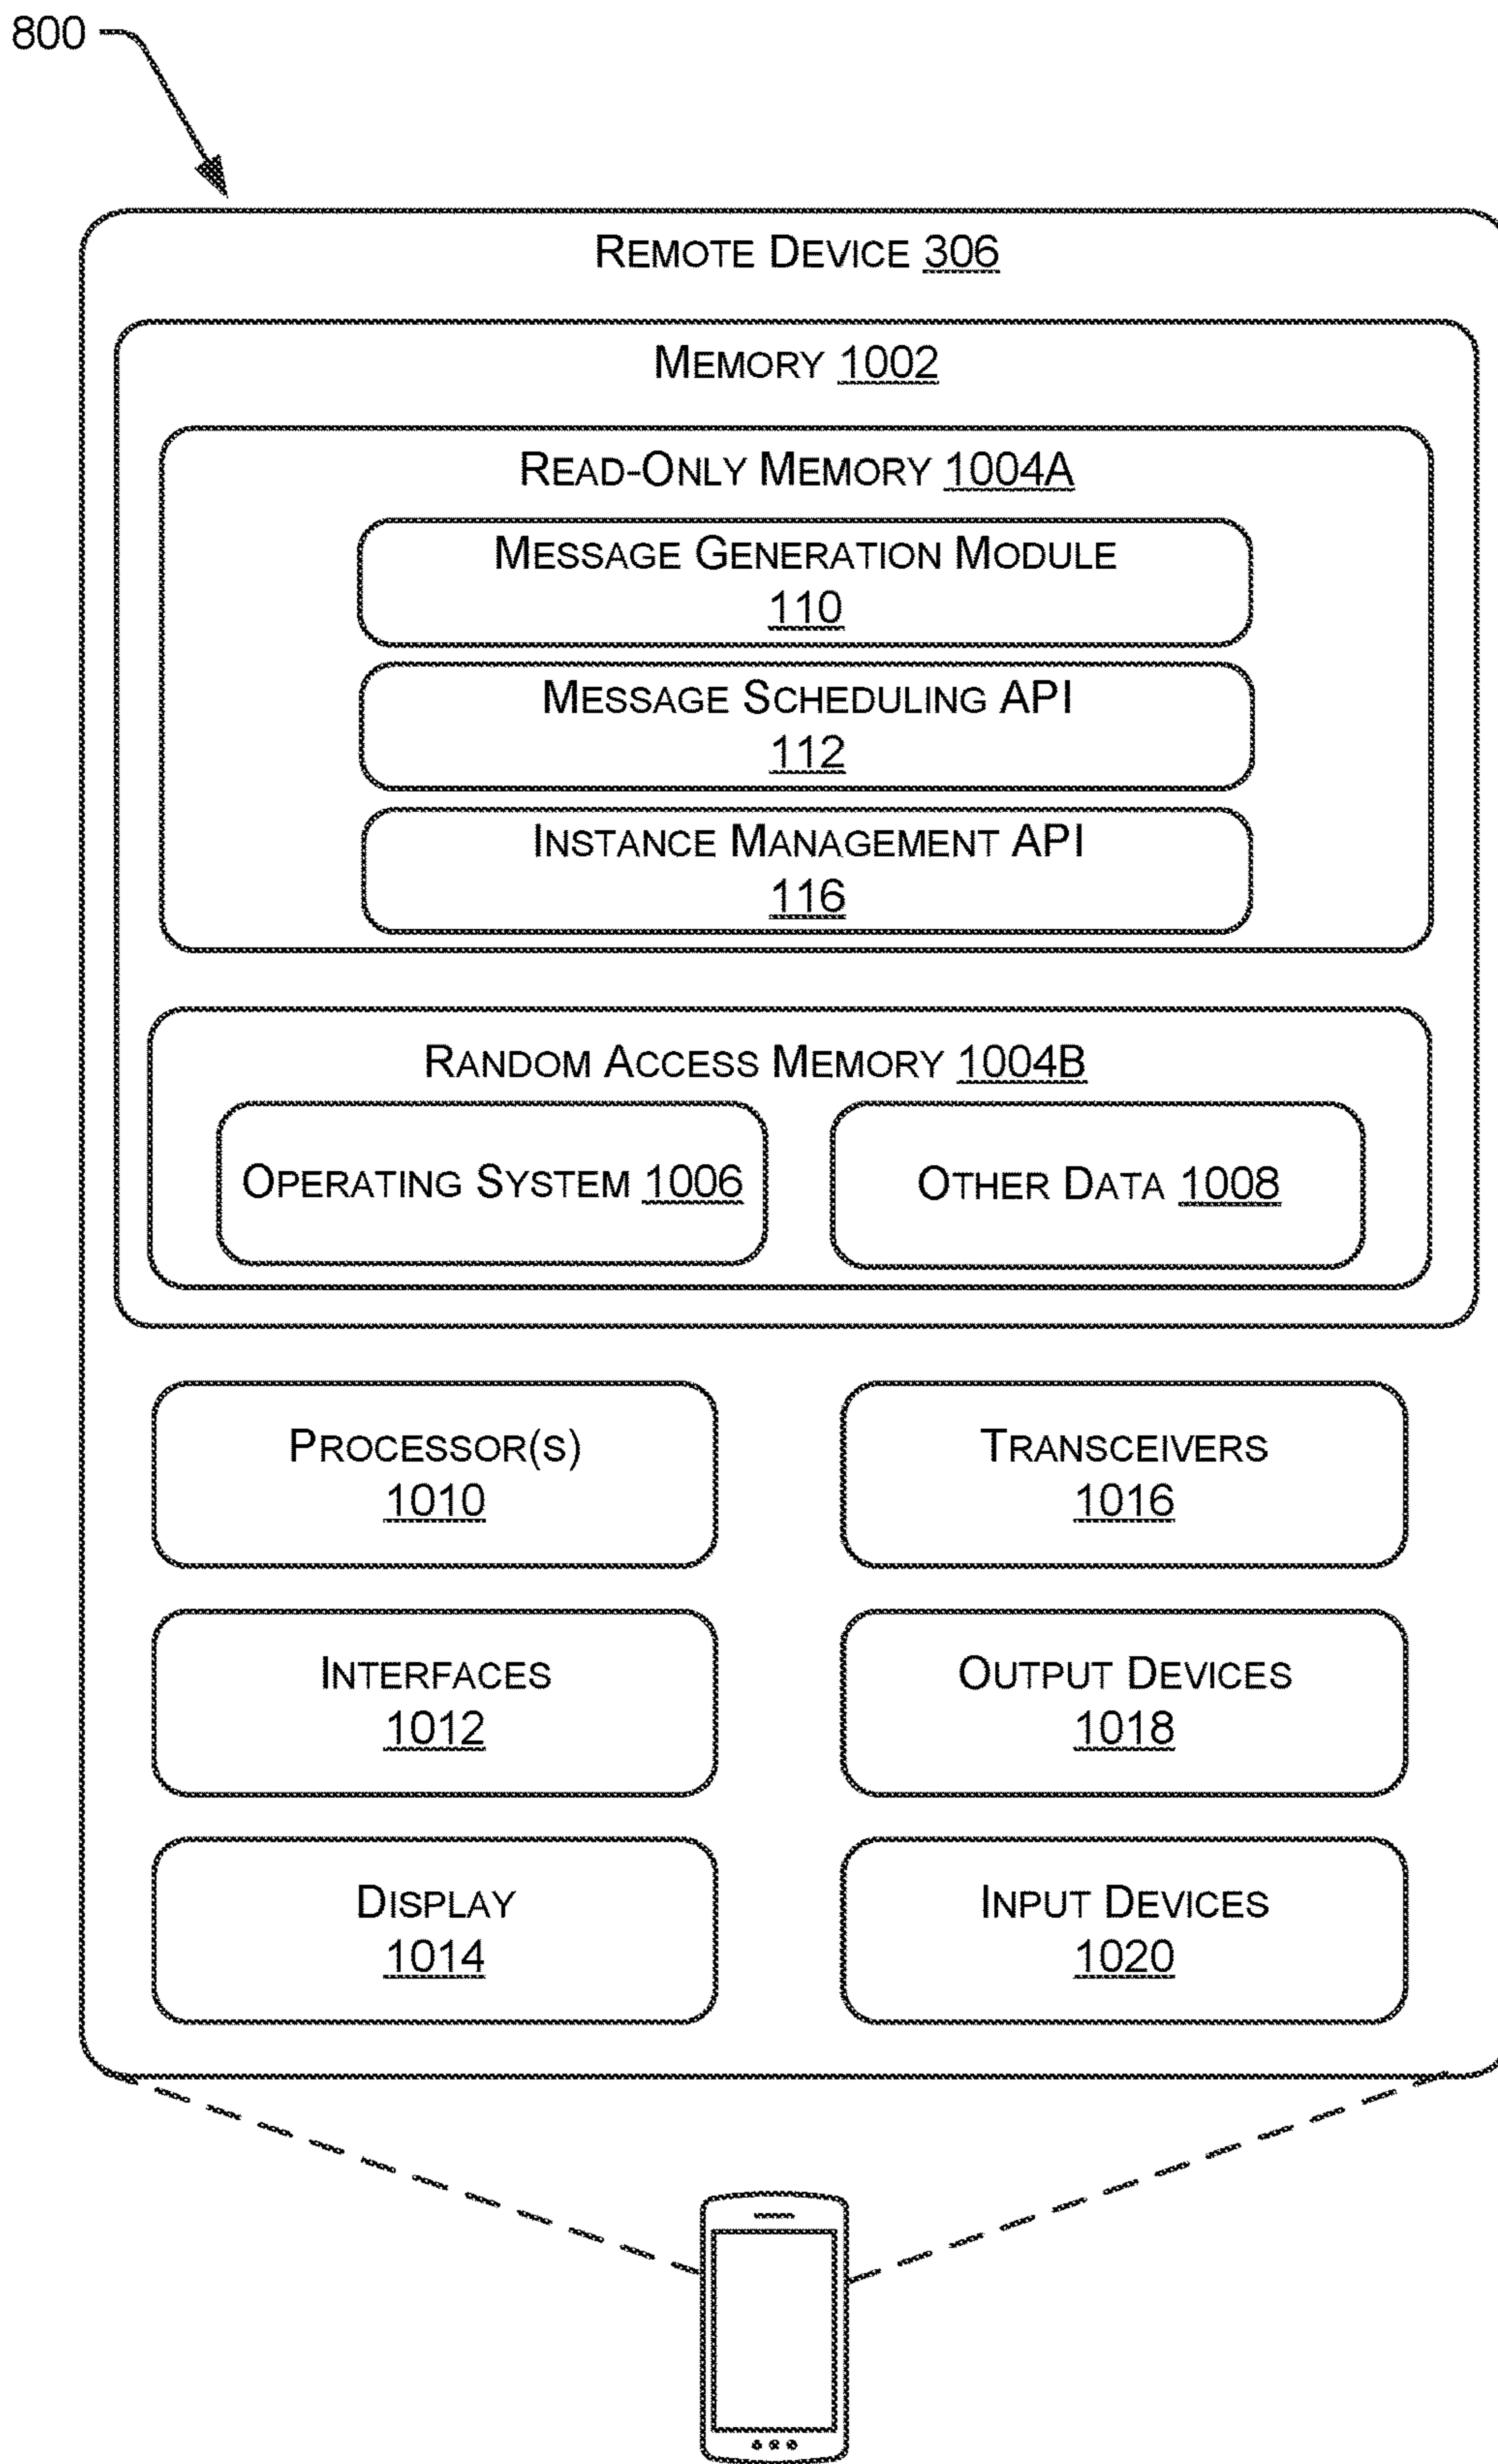 800
REMOTE DEVICE 306
MEMORY 1002
READ-ONLY MEMORY 1004A
MESSAGE GENERATION MODULE
110
MESSAGE SCHEDULING API
112
INSTANCE MANAGEMENT API
116
RANDOM ACCESS MEMORY 1004B
OPERATING SYSTEM 1006
OTHER DATA 1008
PROCESSOR(S)
1010
TRANSCEIVERS
1016
INTERFACES
1012
OUTPUT DEVICES
1018
DISPLAY
1014
INPUT DEVICES
1020